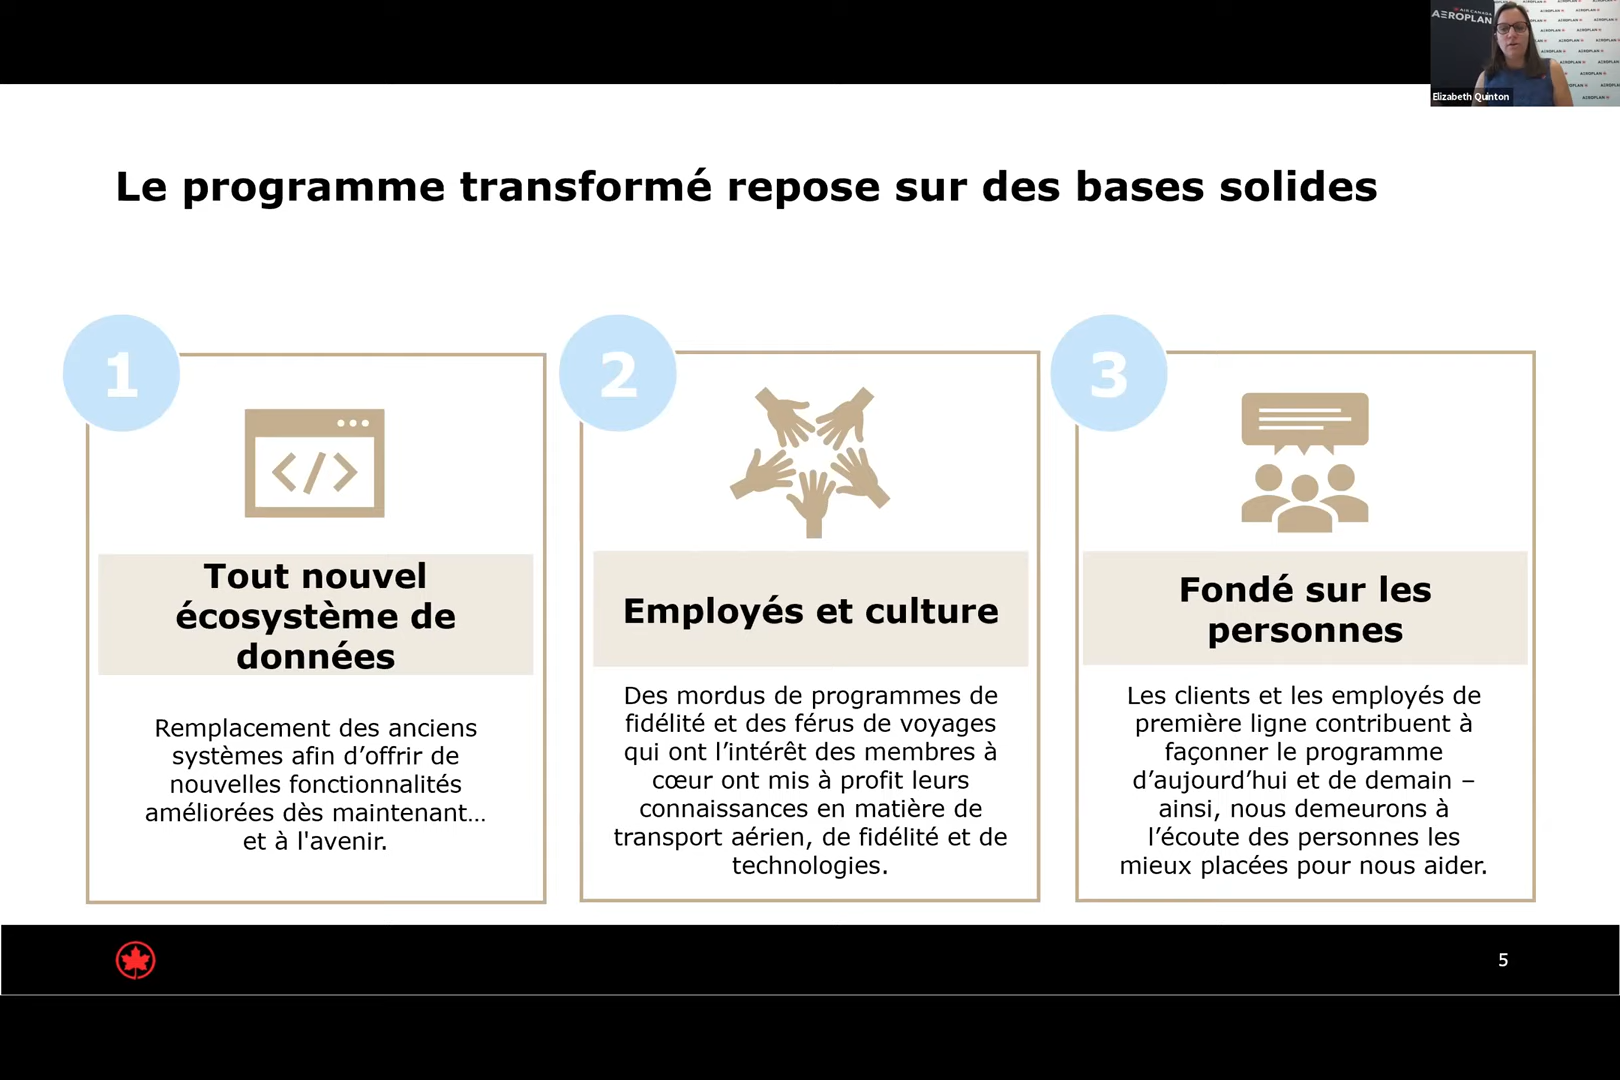 AIR CANADA
AEROPLAN
Elizabeth Quinton
Le programme transformé repose sur des bases solides
1
Tout nouvel
écosystème de
données
Remplacement des anciens
systèmes afin d’offrir de
nouvelles fonctionnalités
améliorées dès maintenant…
et à l'avenir.
2
Employés et culture
Des mordus de programmes de
fidélité et des férus de voyages
qui ont l’intérêt des membres à
cœur ont mis à profit leurs
connaissances en matière de
transport aérien, de fidélité et de
technologies.
3
Fondé sur les
personnes
Les clients et les employés de
première ligne contribuent à
façonner le programme
d’aujourd’hui et de demain –
ainsi, nous demeurons à
l’écoute des personnes les
mieux placées pour nous aider.
5